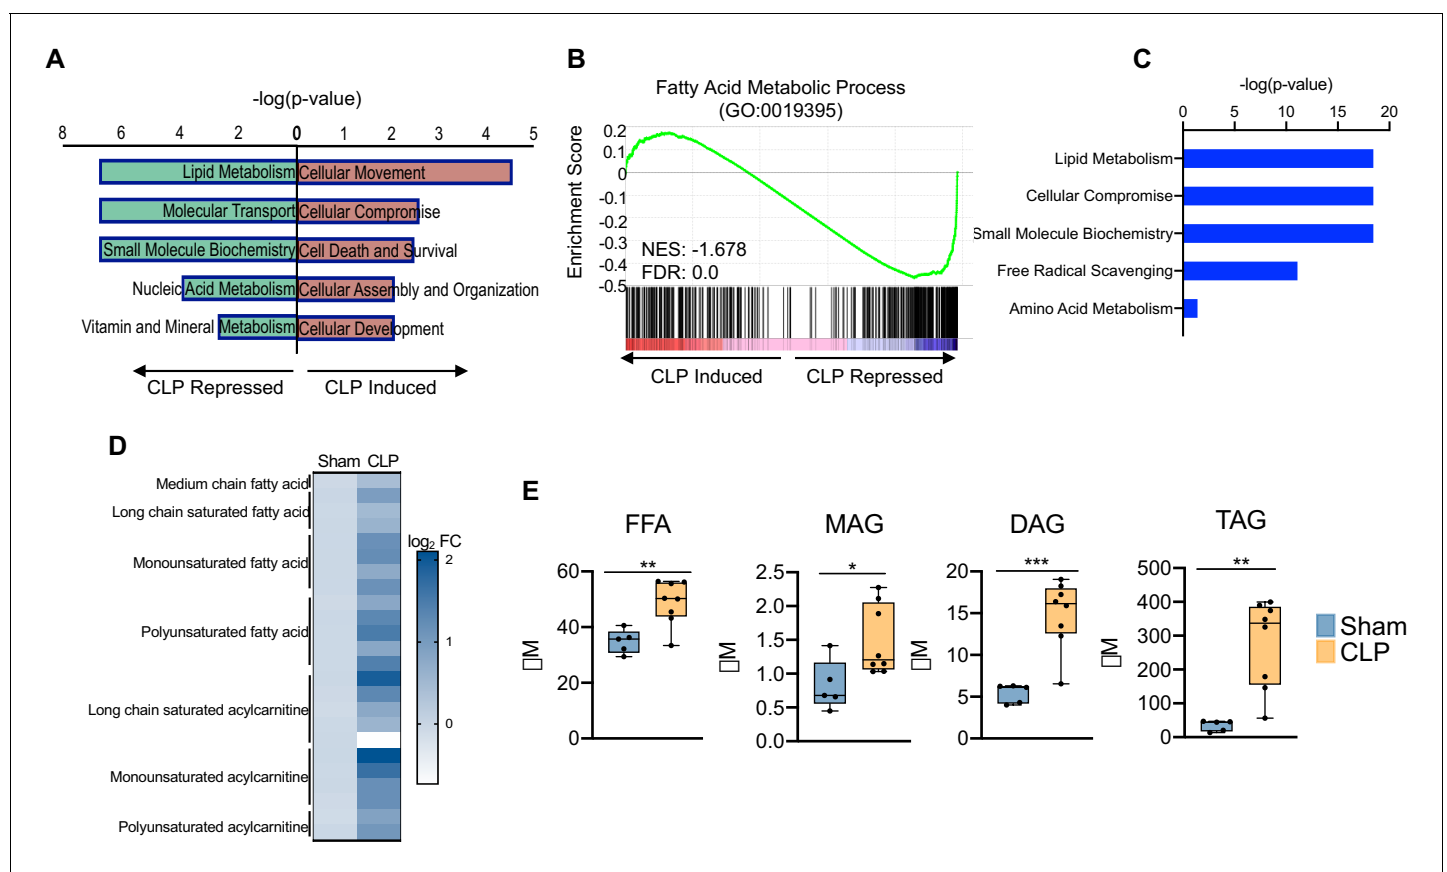 A
-log(p-value)
8 6 4 2 0 1 2 3 4 5
Lipid Metabolism Cellular Movement
Molecular Transport Cellular Compromise
Small Molecule Biochemistry Cell Death and Survival
Nucleic Acid Metabolism Cellular Assembly and Organization
Vitamin and Mineral Metabolism Cellular Development
CLP Repressed CLP Induced
B
Fatty Acid Metabolic Process
(GO:0019395)
Enrichment Score
0.2
0.1
0
-0.1
-0.2
-0.3
-0.4
-0.5
NES: -1.678
FDR: 0.0
CLP Induced CLP Repressed
C
-log(p-value)
0 5 10 15 20
Lipid Metabolism
Cellular Compromise
Small Molecule Biochemistry
Free Radical Scavenging
Amino Acid Metabolism
D
Sham CLP
Medium chain fatty acid
Long chain saturated fatty acid
Monounsaturated fatty acid
Polyunsaturated fatty acid
Long chain saturated acylcarnitine
Monounsaturated acylcarnitine
Polyunsaturated acylcarnitine
log2 FC
2
1
0
E
FFA
**
60
40
20
0
□M
MAG
*
2.5
2.0
1.5
1.0
0.5
0.0
□M
DAG
***
20
15
10
5
0
□M
TAG
**
500
400
300
200
100
0
□M
Sham
CLP